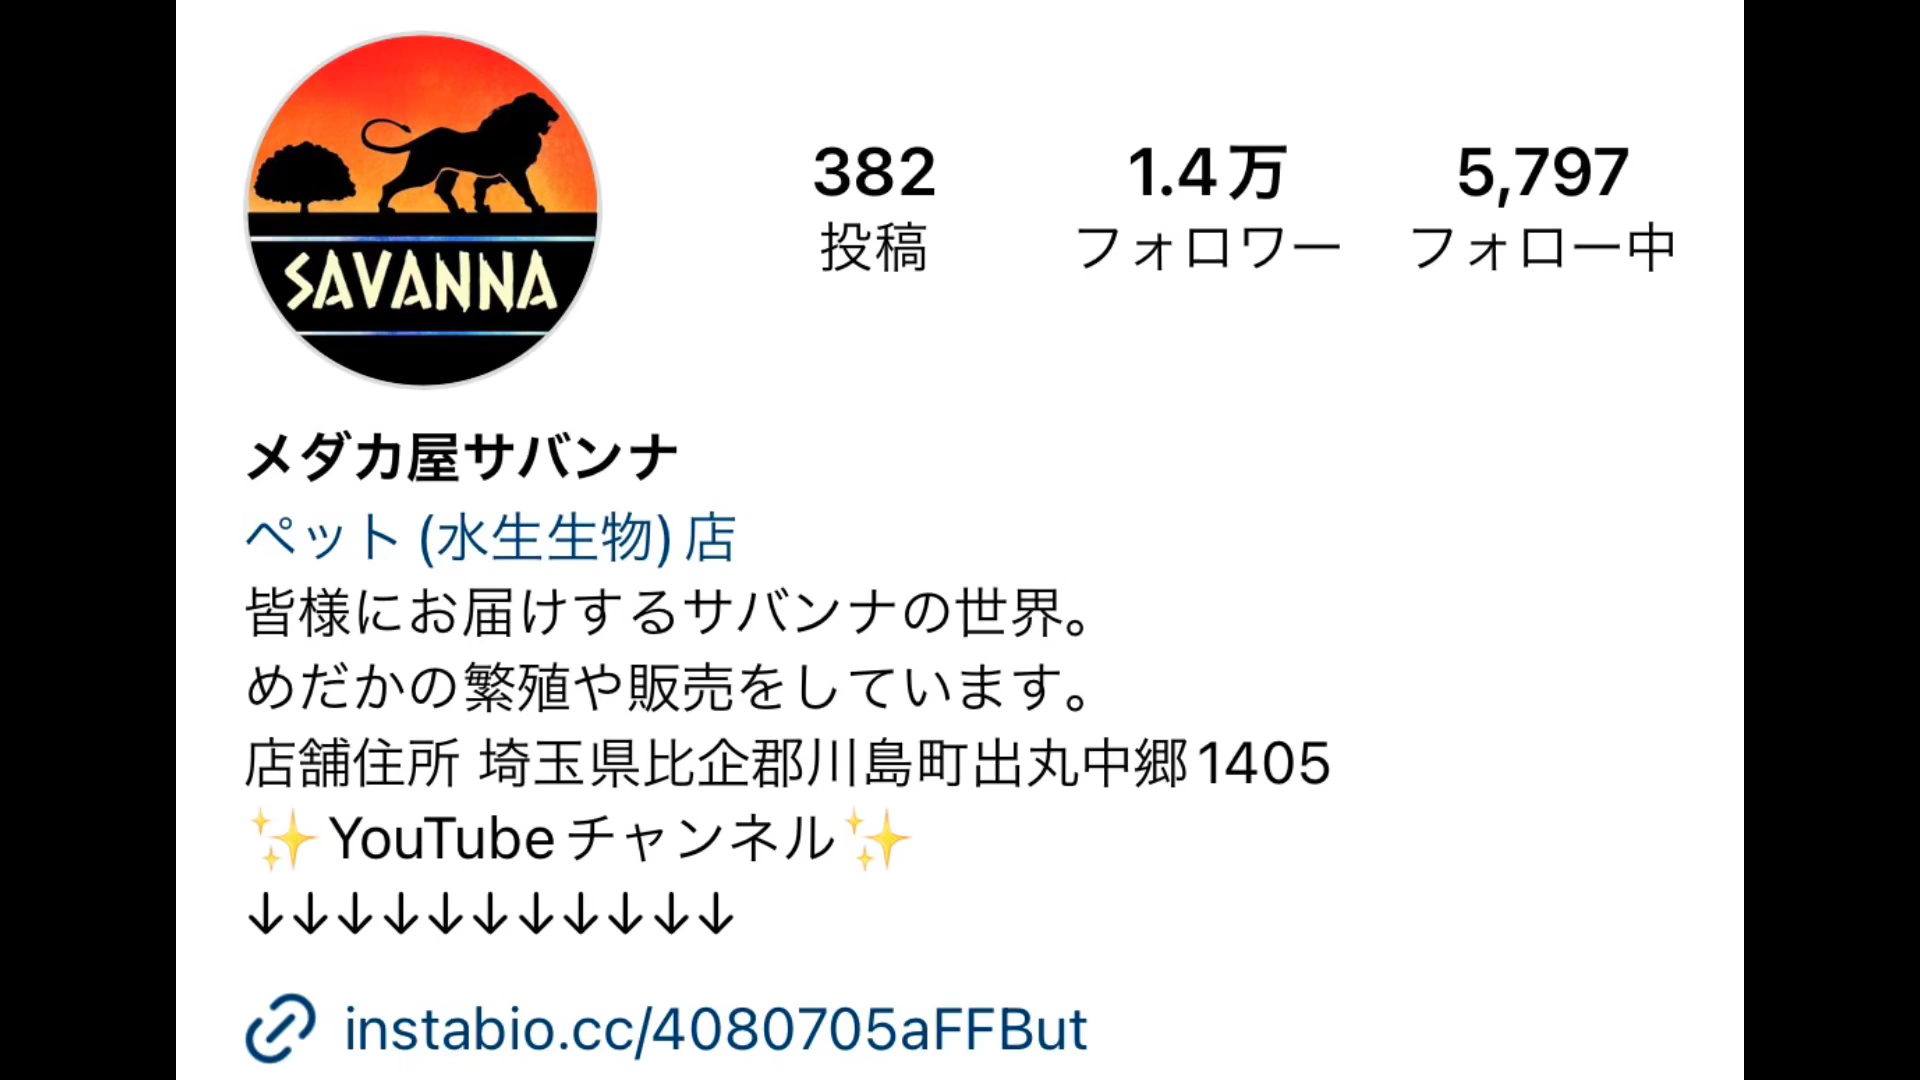 SAVANNA
382 1.4万 5,797
投稿 フォロワー フォロー中
メダカ屋サバンナ
ペット (水生生物) 店
皆様にお届けするサバンナの世界。
めだかの繁殖や販売をしています。
店舗住所 埼玉県比企郡川島町出丸中郷1405
✨YouTubeチャンネル✨
↓↓↓↓↓↓↓↓↓↓↓
instabio.cc/4080705aFFBut